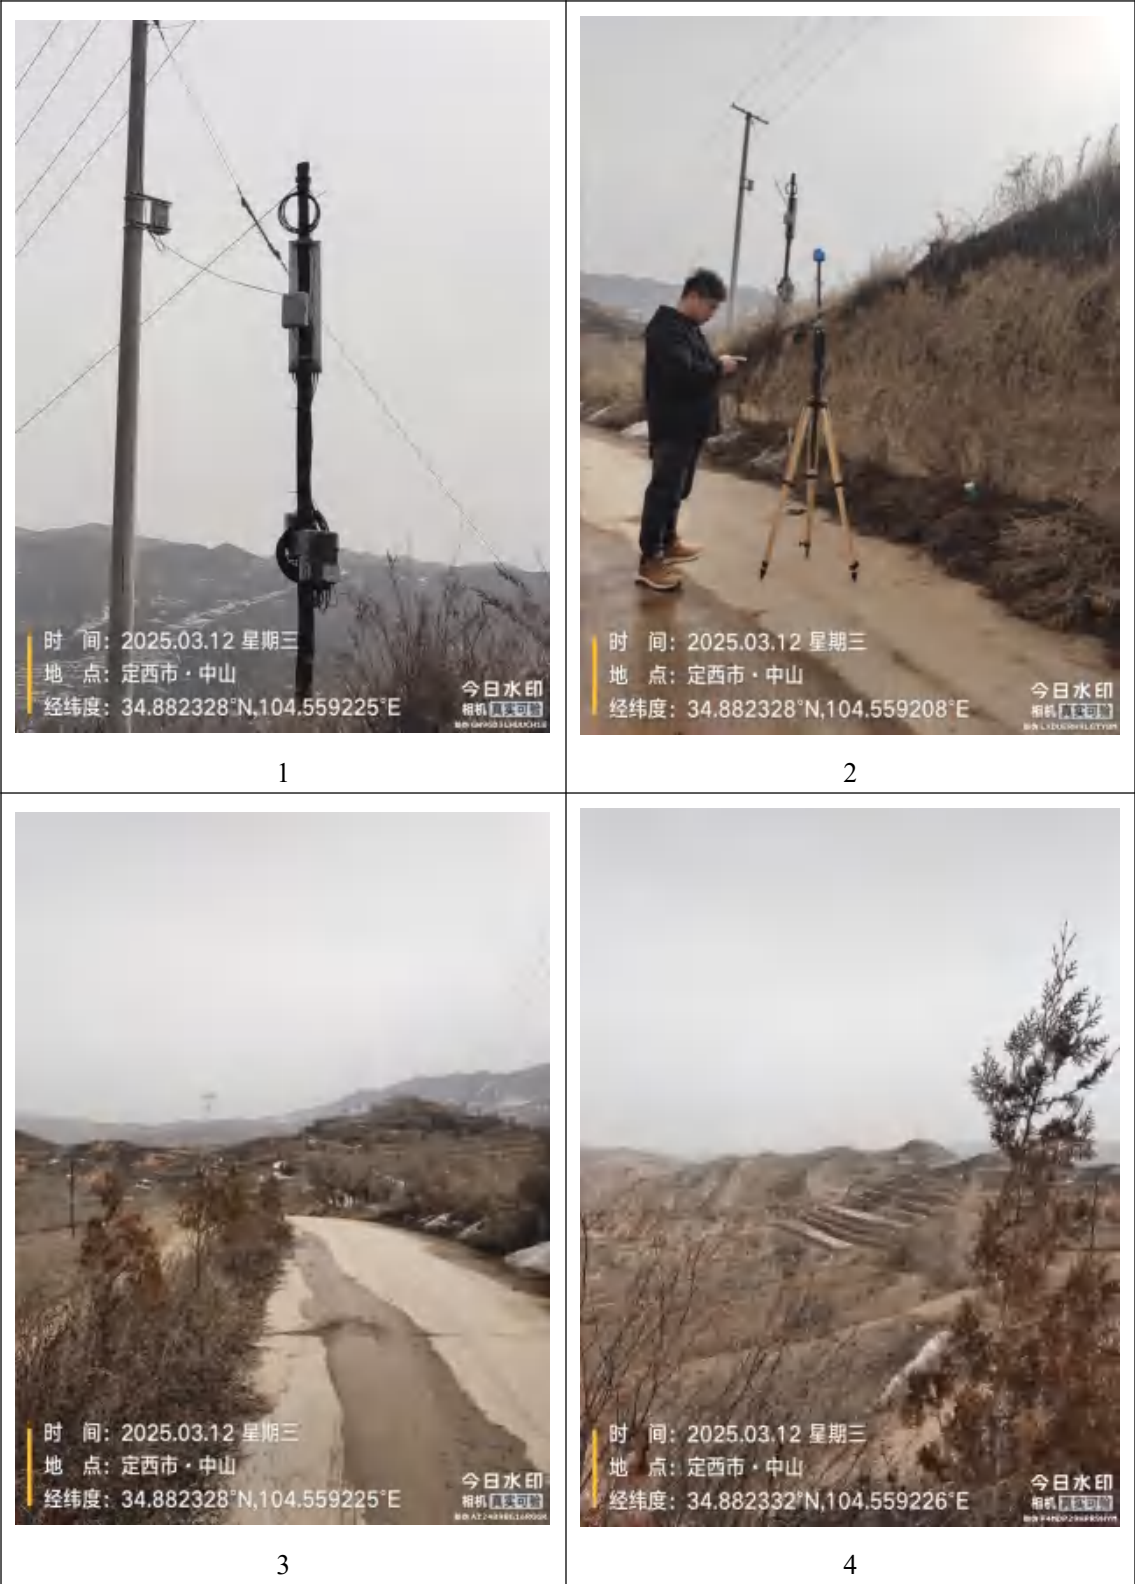 时 间：2025.03.12 星期三
地 点：定西市·中山
经纬度：34.882328°N,104.559225°E
今日水印
相机 真实可验
1
时 间：2025.03.12 星期三
地 点：定西市·中山
经纬度：34.882328°N,104.559208°E
今日水印
相机 真实可验
2
时 间：2025.03.12 星期三
地 点：定西市·中山
经纬度：34.882328°N,104.559225°E
今日水印
相机 真实可验
3
时 间：2025.03.12 星期三
地 点：定西市·中山
经纬度：34.882332°N,104.559226°E
今日水印
相机 真实可验
4